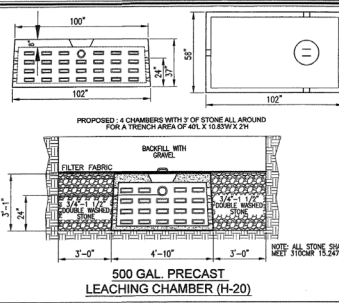 100"
8"
24"
37"
102"
58"
102"
PROPOSED : 4 CHAMBERS WITH 3' OF STONE ALL AROUND
FOR A TRENCH AREA OF 40'L X 10.83'W X 2'H
BACKFILL WITH
GRAVEL
FILTER FABRIC
3'-1"
24"
3/4"-1 1/2"
DOUBLE WASHED
STONE
3/4"-1 1/2"
DOUBLE WASHED
STONE
3'-0"
4'-10"
3'-0"
NOTE: ALL STONE SHA
MEET 310CMR 15.247
500 GAL. PRECAST
LEACHING CHAMBER (H-20)